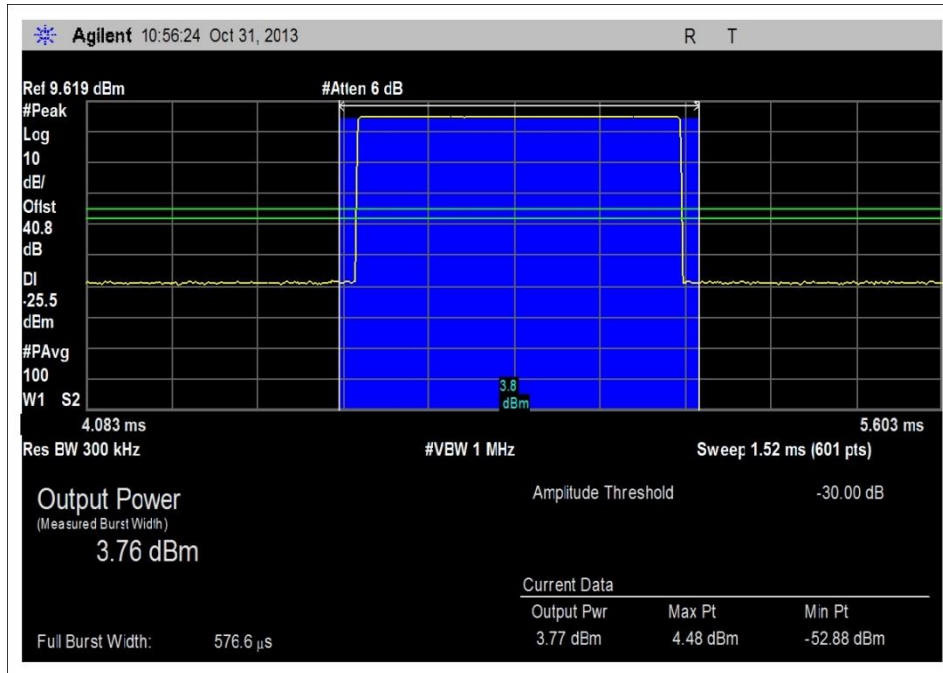 Agilent 10:56:24 Oct 31, 2013 R T
Ref 9.619 dBm #Atten 6 dB
#Peak
Log
10
dB/
Offst
40.8
dB
DI
-25.5
dBm
#PAvg
100
W1 S2
3.8
dBm
4.083 ms 5.603 ms
Res BW 300 kHz #VBW 1 MHz Sweep 1.52 ms (601 pts)
Output Power
(Measured Burst Width)
3.76 dBm
Amplitude Threshold -30.00 dB
Current Data
Output Pwr Max Pt Min Pt
3.77 dBm 4.48 dBm -52.88 dBm
Full Burst Width: 576.6 μs